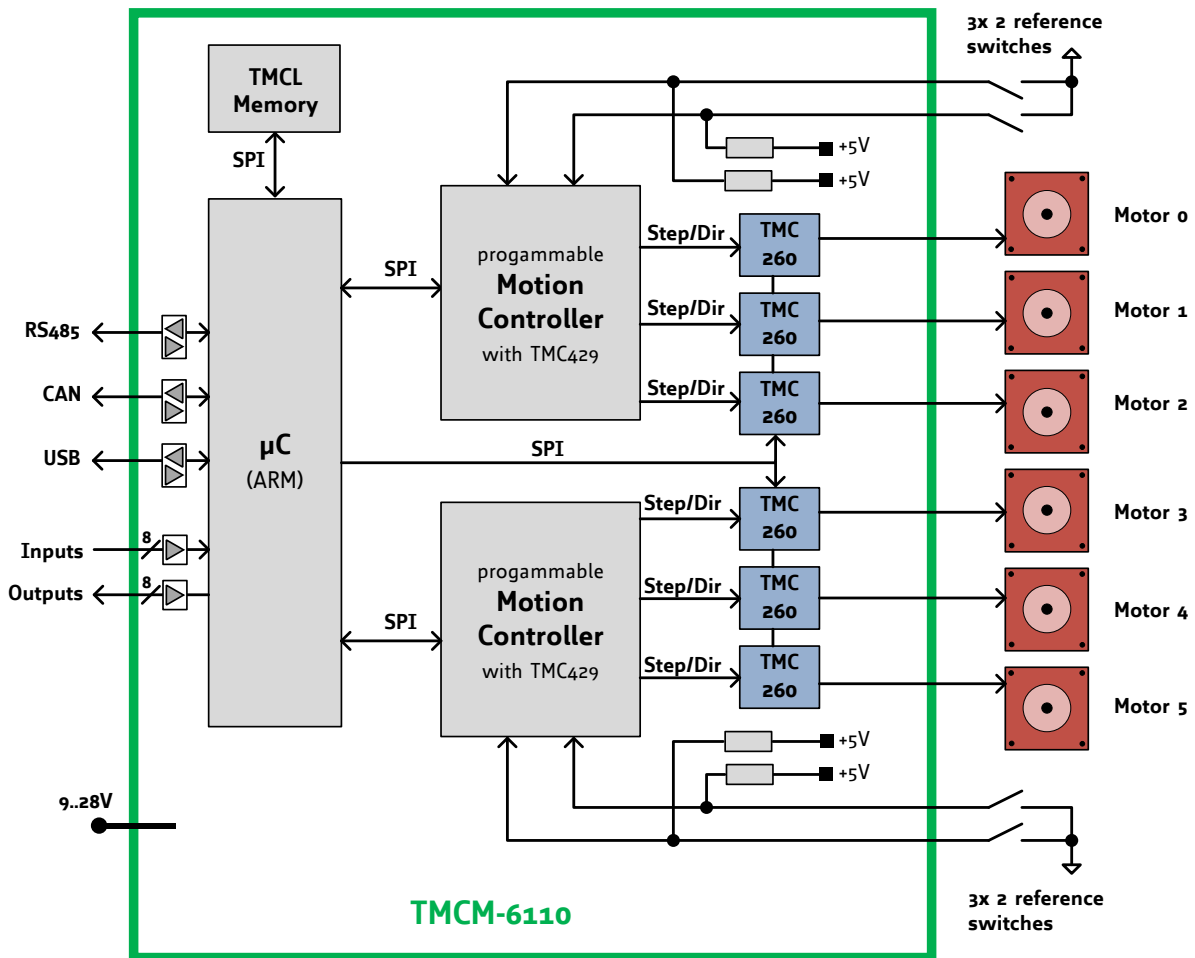 3x 2 reference
switches
TMCL
Memory
SPI
+5V
+5V
progammable
Motion
Controller
with TMC429
SPI
Step/Dir
Step/Dir
Step/Dir
TMC
260
TMC
260
TMC
260
Motor 0
Motor 1
Motor 2
RS485
CAN
USB
µC
(ARM)
SPI
Inputs
8
Outputs
8
progammable
Motion
Controller
with TMC429
SPI
Step/Dir
Step/Dir
Step/Dir
TMC
260
TMC
260
TMC
260
Motor 3
Motor 4
Motor 5
+5V
+5V
9..28V
3x 2 reference
switches
TMCM-6110